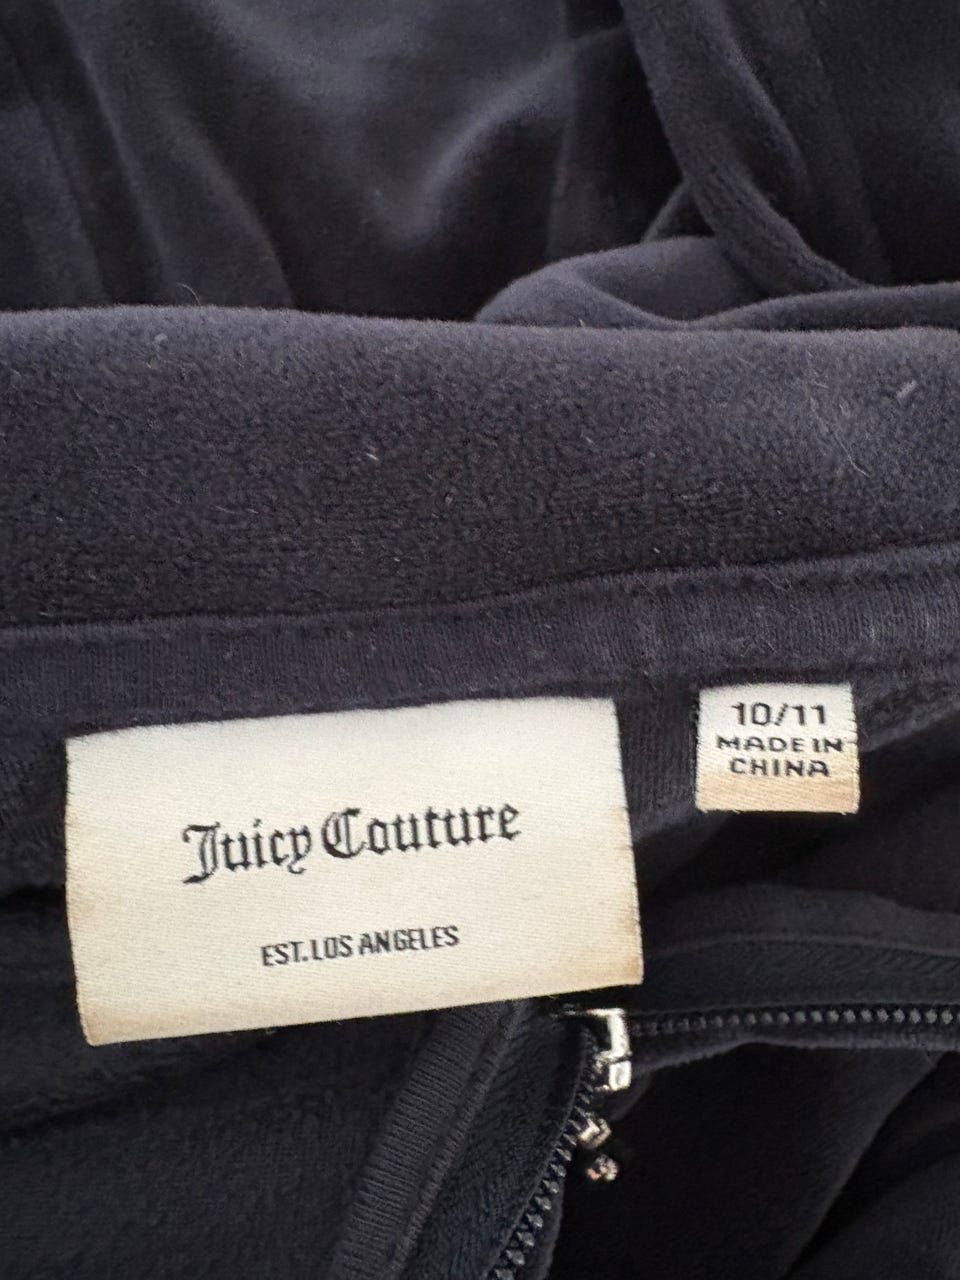 Juicy Couture
EST. LOS ANGELES
10/11
MADE IN
CHINA